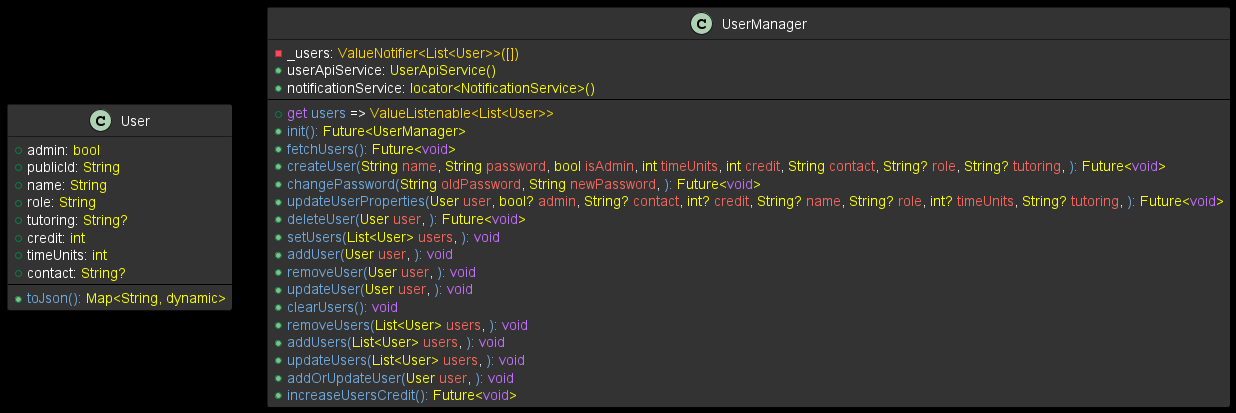 C User
admin: bool
publicId: String
name: String
role: String
tutoring: String?
credit: int
timeUnits: int
contact: String?
toJson(): Map<String, dynamic>
C UserManager
_users: ValueNotifier<List<User>>([])
userApiService: UserApiService()
notificationService: locator<NotificationService>()
get users => ValueListenable<List<User>>
init(): Future<UserManager>
fetchUsers(): Future<void>
createUser(String name, String password, bool isAdmin, int timeUnits, int credit, String contact, String? role, String? tutoring, ): Future<void>
changePassword(String oldPassword, String newPassword, ): Future<void>
updateUserProperties(User user, bool? admin, String? contact, int? credit, String? name, String? role, int? timeUnits, String? tutoring, ): Future<void>
deleteUser(User user, ): Future<void>
setUsers(List<User> users, ): void
addUser(User user, ): void
removeUser(User user, ): void
updateUser(User user, ): void
clearUsers(): void
removeUsers(List<User> users, ): void
addUsers(List<User> users, ): void
updateUsers(List<User> users, ): void
addOrUpdateUser(User user, ): void
increaseUsersCredit(): Future<void>